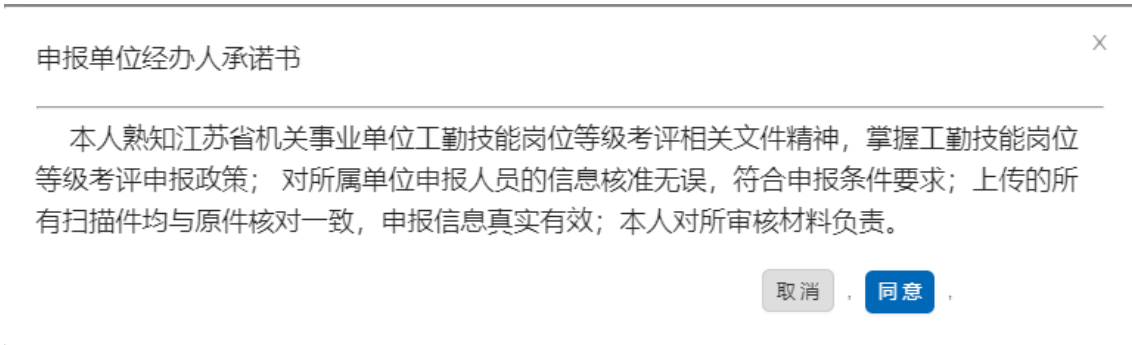 申报单位经办人承诺书
本人熟知江苏省机关事业单位工勤技能岗位等级考评相关文件精神，掌握工勤技能岗位
等级考评申报政策； 对所属单位申报人员的信息核准无误，符合申报条件要求；上传的所
有扫描件均与原件核对一致，申报信息真实有效；本人对所审核材料负责。
取消 , 同意 ,